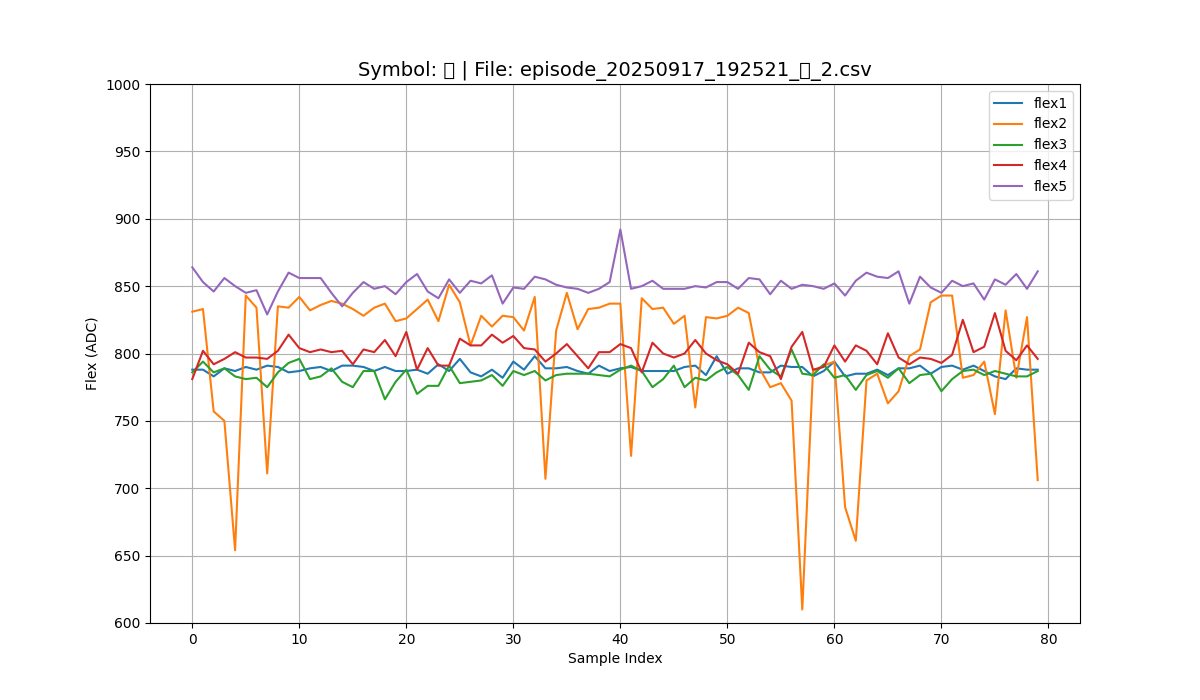 Symbol: | File: episode_20250917_192521_ _2.csv
1000
950
900
850
800
750
700
650
600
Flex (ADC)
flex1
flex2
flex3
flex4
flex5
0 10 20 30 40 50 60 70 80
Sample Index